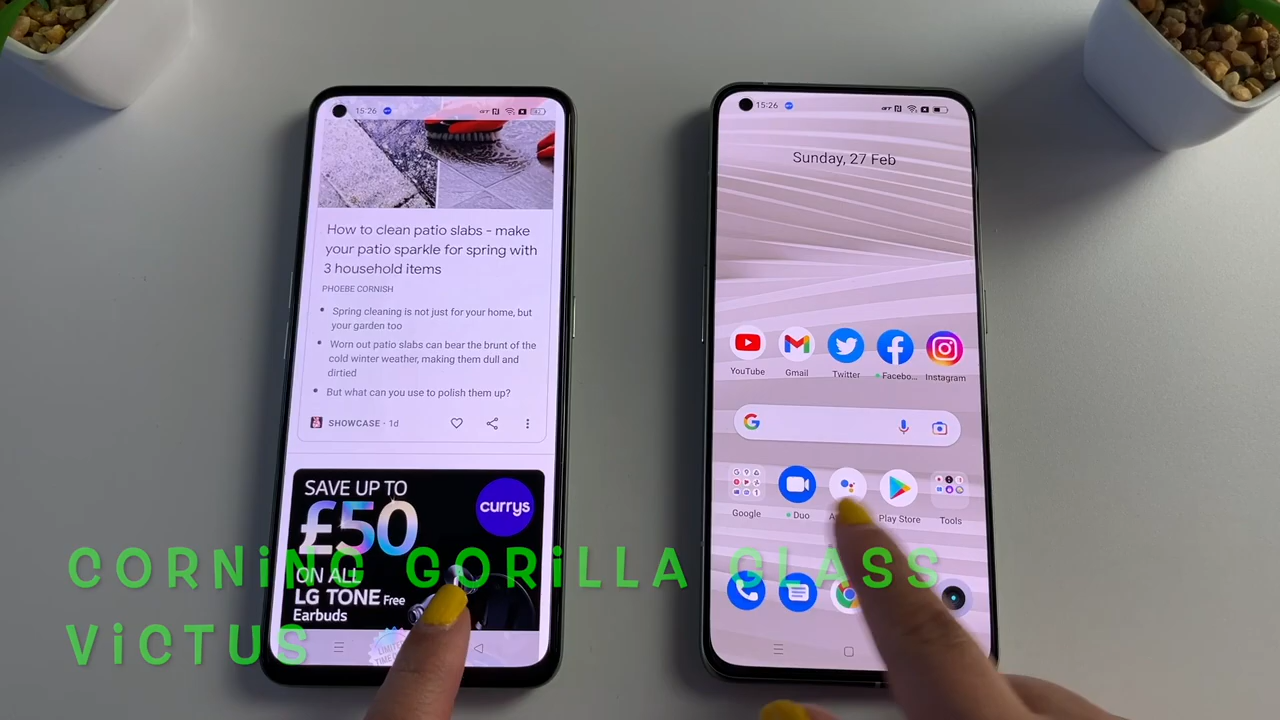 15:26
How to clean patio slabs - make
your patio sparkle for spring with
3 household items
PHOEBE CORNISH
Spring cleaning is not just for your home, but
your garden too
Worn out patio slabs can bear the brunt of the
cold winter weather, making them dull and
dirtied
But what can you use to polish them up?
SHOWCASE · 1d
SAVE UP TO
£50
ON ALL
LG TONE Free
Earbuds
currys
LIMITED
15:26
Sunday, 27 Feb
YouTube Gmail Twitter Facebo... Instagram
Google Duo Play Store Tools
CORNiNG GORiLLA GLASS
ViCTUS